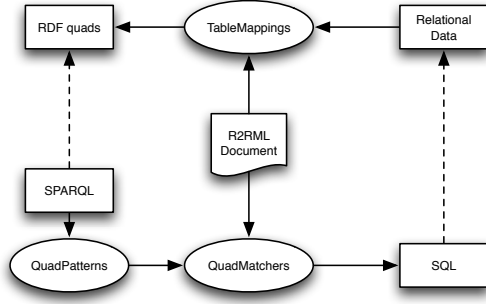 RDF quads
TableMappings
Relational
Data
R2RML
Document
SPARQL
QuadPatterns
QuadMatchers
SQL